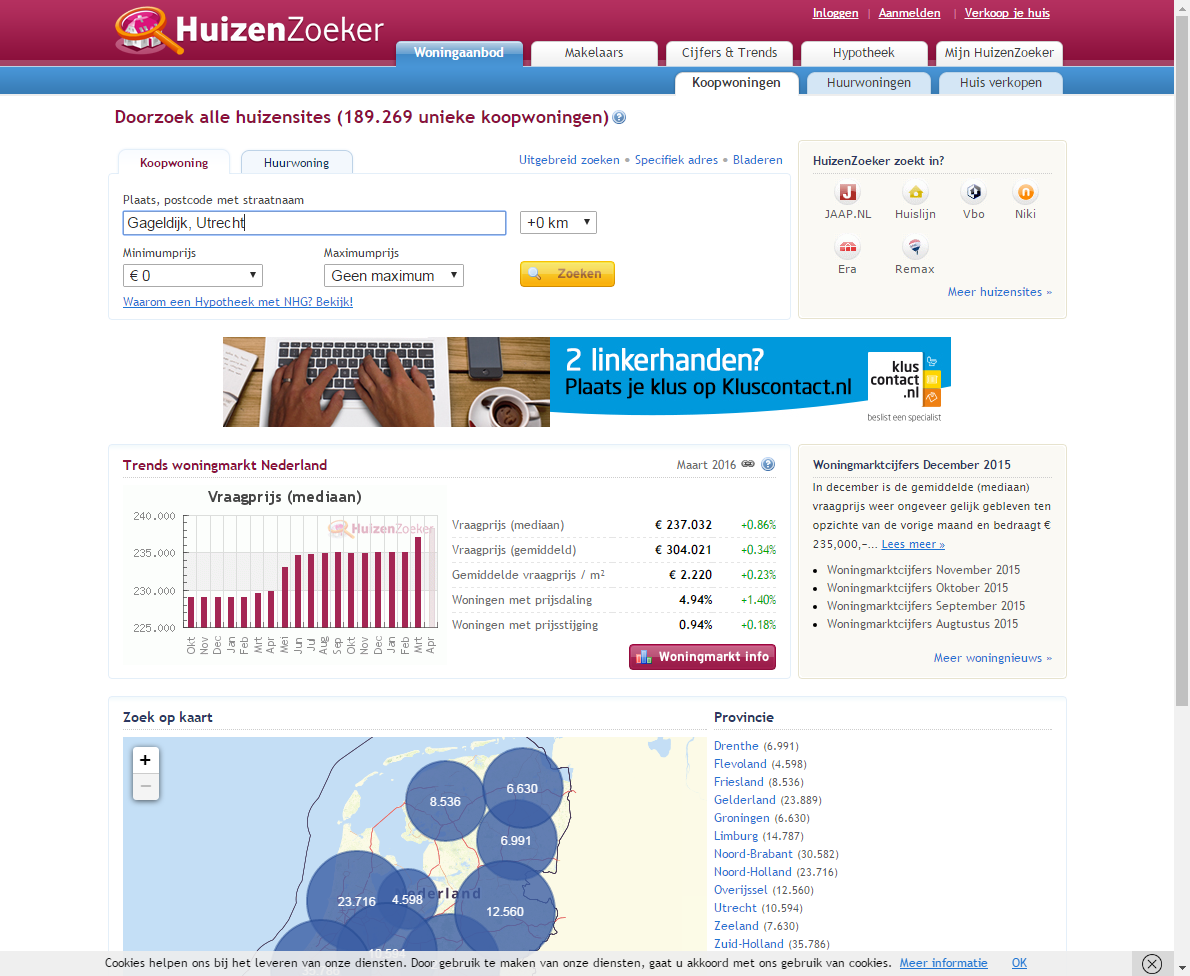 Inloggen | Aanmelden | Verkoop je huis
HuizenZoeker
Woningaanbod Makelaars Cijfers & Trends Hypotheek Mijn HuizenZoeker
Koopwoningen Huurwoningen Huis verkopen
Doorzoek alle huizensites (189.269 unieke koopwoningen) ?
Koopwoning Huurwoning
Uitgebreid zoeken • Specifiek adres • Bladeren
Plaats, postcode met straatnaam
Gageldijk, Utrecht +0 km
Minimumprijs Maximumprijs
€ 0 Geen maximum Zoeken
Waarom een Hypotheek met NHG? Bekijk!
HuizenZoeker zoekt in?
JAAP.NL Huislijn Vbo Niki
Era Remax
Meer huizensites »
2 linkerhanden?
Plaats je klus op Kluscontact.nl
klus
contact
.nl
beslist een specialist
Trends woningmarkt Nederland Maart 2016 ?
Vraagprijs (mediaan)
HuizenZoeker
240.000
235.000
230.000
225.000
Okt Nov Dec Jan Feb Mrt Apr Mei Jun Jul Aug Sep Okt Nov Dec Jan Feb Mrt Apr
Vraagprijs (mediaan) € 237.032 +0.86%
Vraagprijs (gemiddeld) € 304.021 +0.34%
Gemiddelde vraagprijs / m² € 2.220 +0.23%
Woningen met prijsdaling 4.94% +1.40%
Woningen met prijsstijging 0.94% +0.18%
Woningmarkt info
Woningmarktcijfers December 2015
In december is de gemiddelde (mediaan)
vraagprijs weer ongeveer gelijk gebleven ten
opzichte van de vorige maand en bedraagt €
235,000,-... Lees meer »
• Woningmarktcijfers November 2015
• Woningmarktcijfers Oktober 2015
• Woningmarktcijfers September 2015
• Woningmarktcijfers Augtustus 2015
Meer woningnieuws »
Zoek op kaart
+
−
8.536
6.630
6.991
23.716
4.598
12.560
Provincie
Drenthe (6.991)
Flevoland (4.598)
Friesland (8.536)
Gelderland (23.889)
Groningen (6.630)
Limburg (14.787)
Noord-Brabant (30.582)
Noord-Holland (23.716)
Overijssel (12.560)
Utrecht (10.594)
Zeeland (7.630)
Zuid-Holland (35.786)
Cookies helpen ons bij het leveren van onze diensten. Door gebruik te maken van onze diensten, gaat u akkoord met ons gebruik van cookies. Meer informatie OK